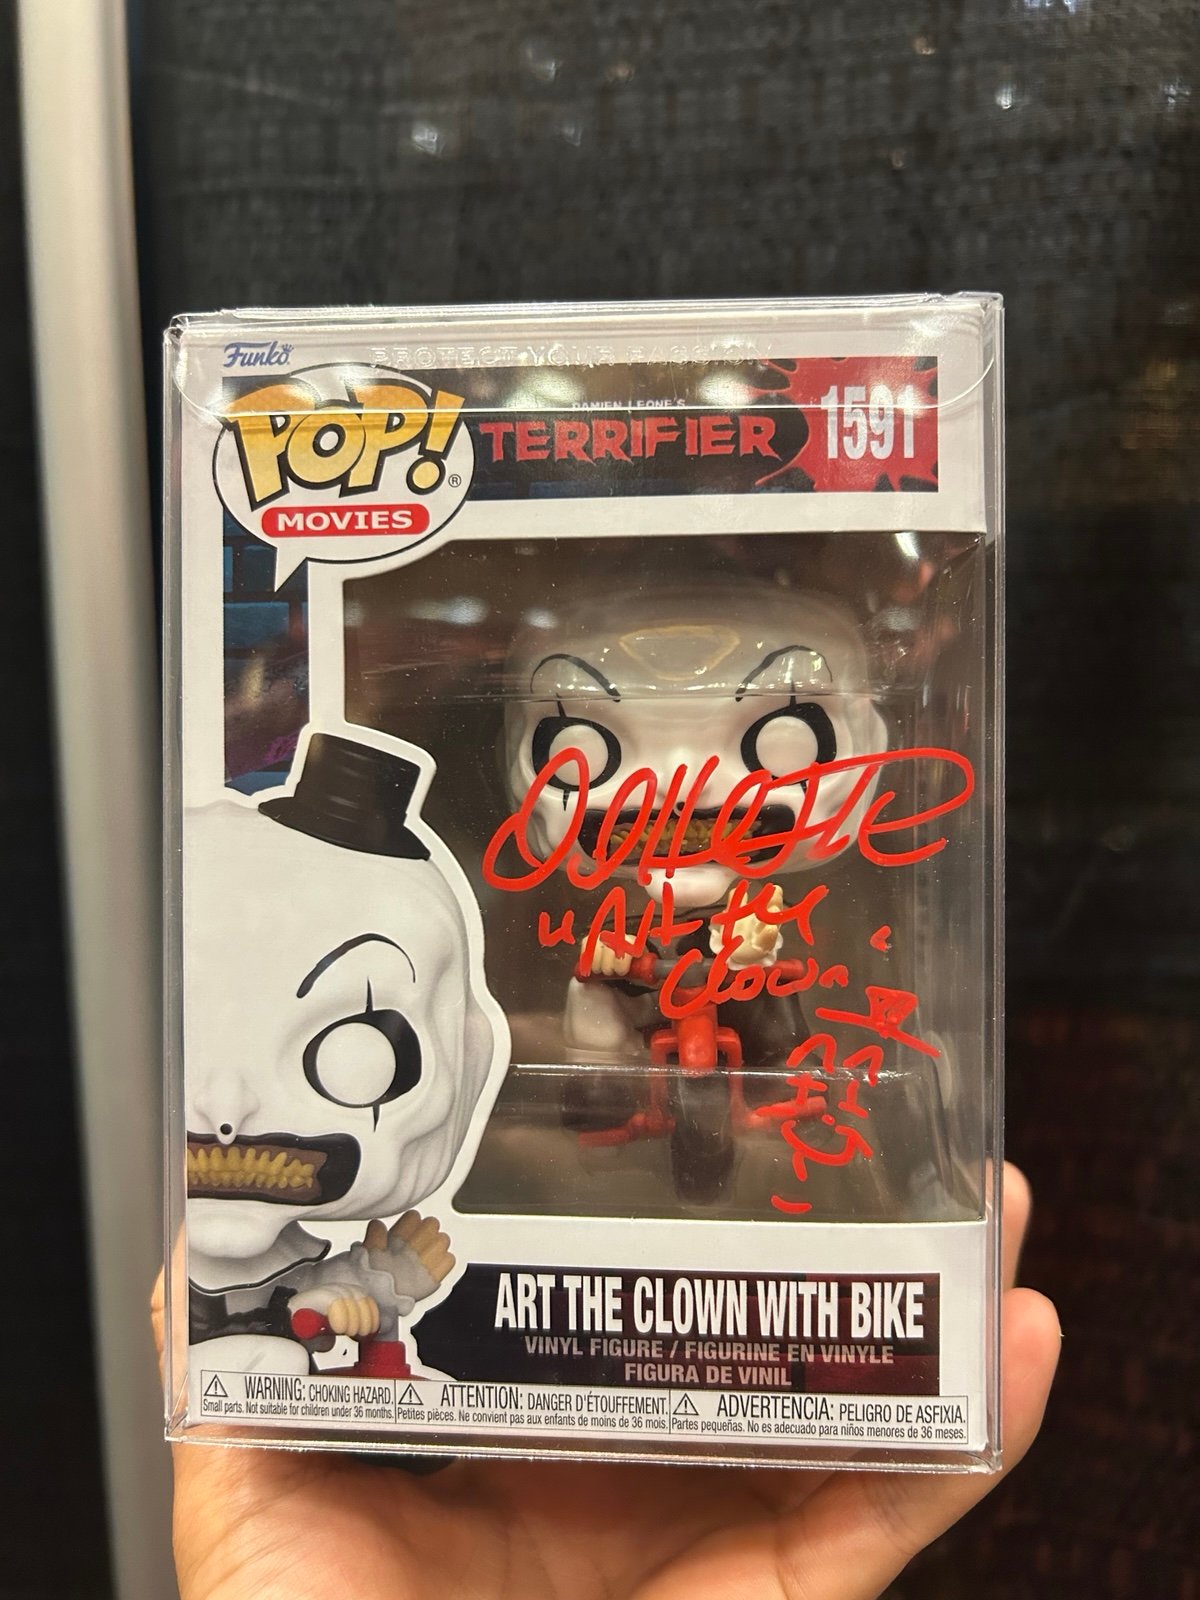 Funko
PROTECT YOUR PASSION
POP!®
MOVIES
DAMIEN LEONE'S
TERRIFIER
1591
"Art the
Clown"
ART THE CLOWN WITH BIKE
VINYL FIGURE / FIGURINE EN VINYLE
FIGURA DE VINIL
WARNING: CHOKING HAZARD.
Small parts. Not suitable for children under 36 months.
ATTENTION: DANGER D'ÉTOUFFEMENT.
Petites pièces. Ne convient pas aux enfants de moins de 36 mois.
ADVERTENCIA: PELIGRO DE ASFIXIA.
Partes pequeñas. No es adecuado para niños menores de 36 meses.